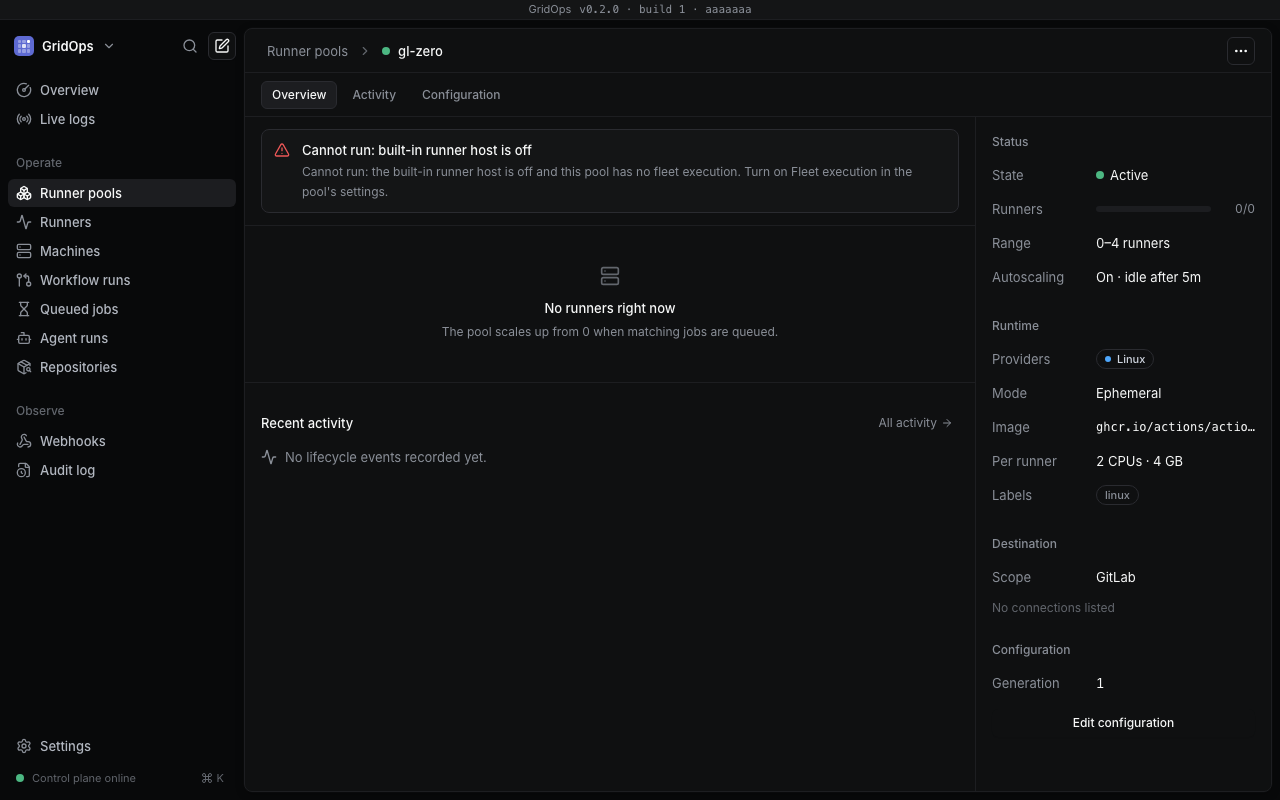 GridOps v0.2.0 · build 1 · aaaaaaa
GridOps
Overview
Live logs
Operate
Runner pools
Runners
Machines
Workflow runs
Queued jobs
Agent runs
Repositories
Observe
Webhooks
Audit log
Settings
Control plane online
⌘ K
Runner pools
gl-zero
Overview
Activity
Configuration
Cannot run: built-in runner host is off
Cannot run: the built-in runner host is off and this pool has no fleet execution. Turn on Fleet execution in the
pool's settings.
No runners right now
The pool scales up from 0 when matching jobs are queued.
Recent activity
All activity →
No lifecycle events recorded yet.
Status
State Active
Runners 0/0
Range 0–4 runners
Autoscaling On · idle after 5m
Runtime
Providers Linux
Mode Ephemeral
Image ghcr.io/actions/actio…
Per runner 2 CPUs · 4 GB
Labels linux
Destination
Scope GitLab
No connections listed
Configuration
Generation 1
Edit configuration